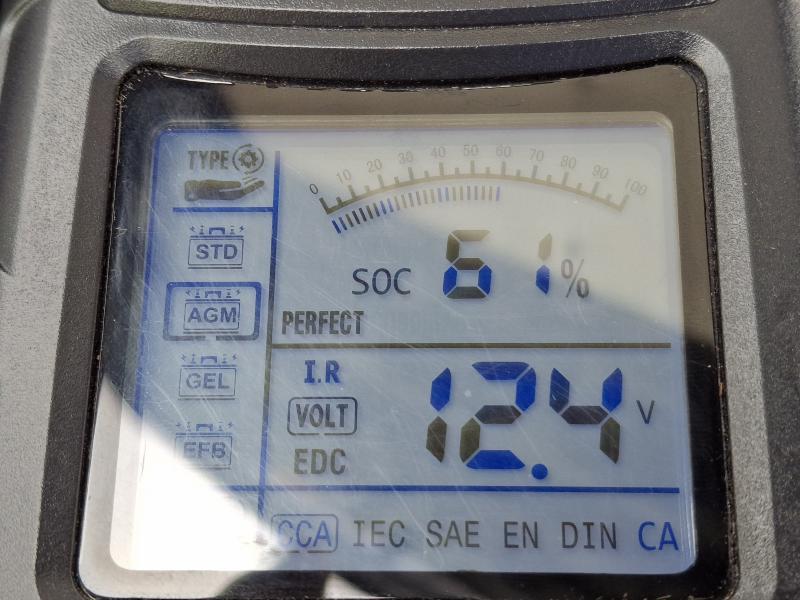 TYPE
0 10 20 30 40 50 60 70 80 90 100
STD
SOC 61%
AGM
PERFECT
GEL
I.R
VOLT 12.4 V
EFB
EDC
CCA IEC SAE EN DIN CA